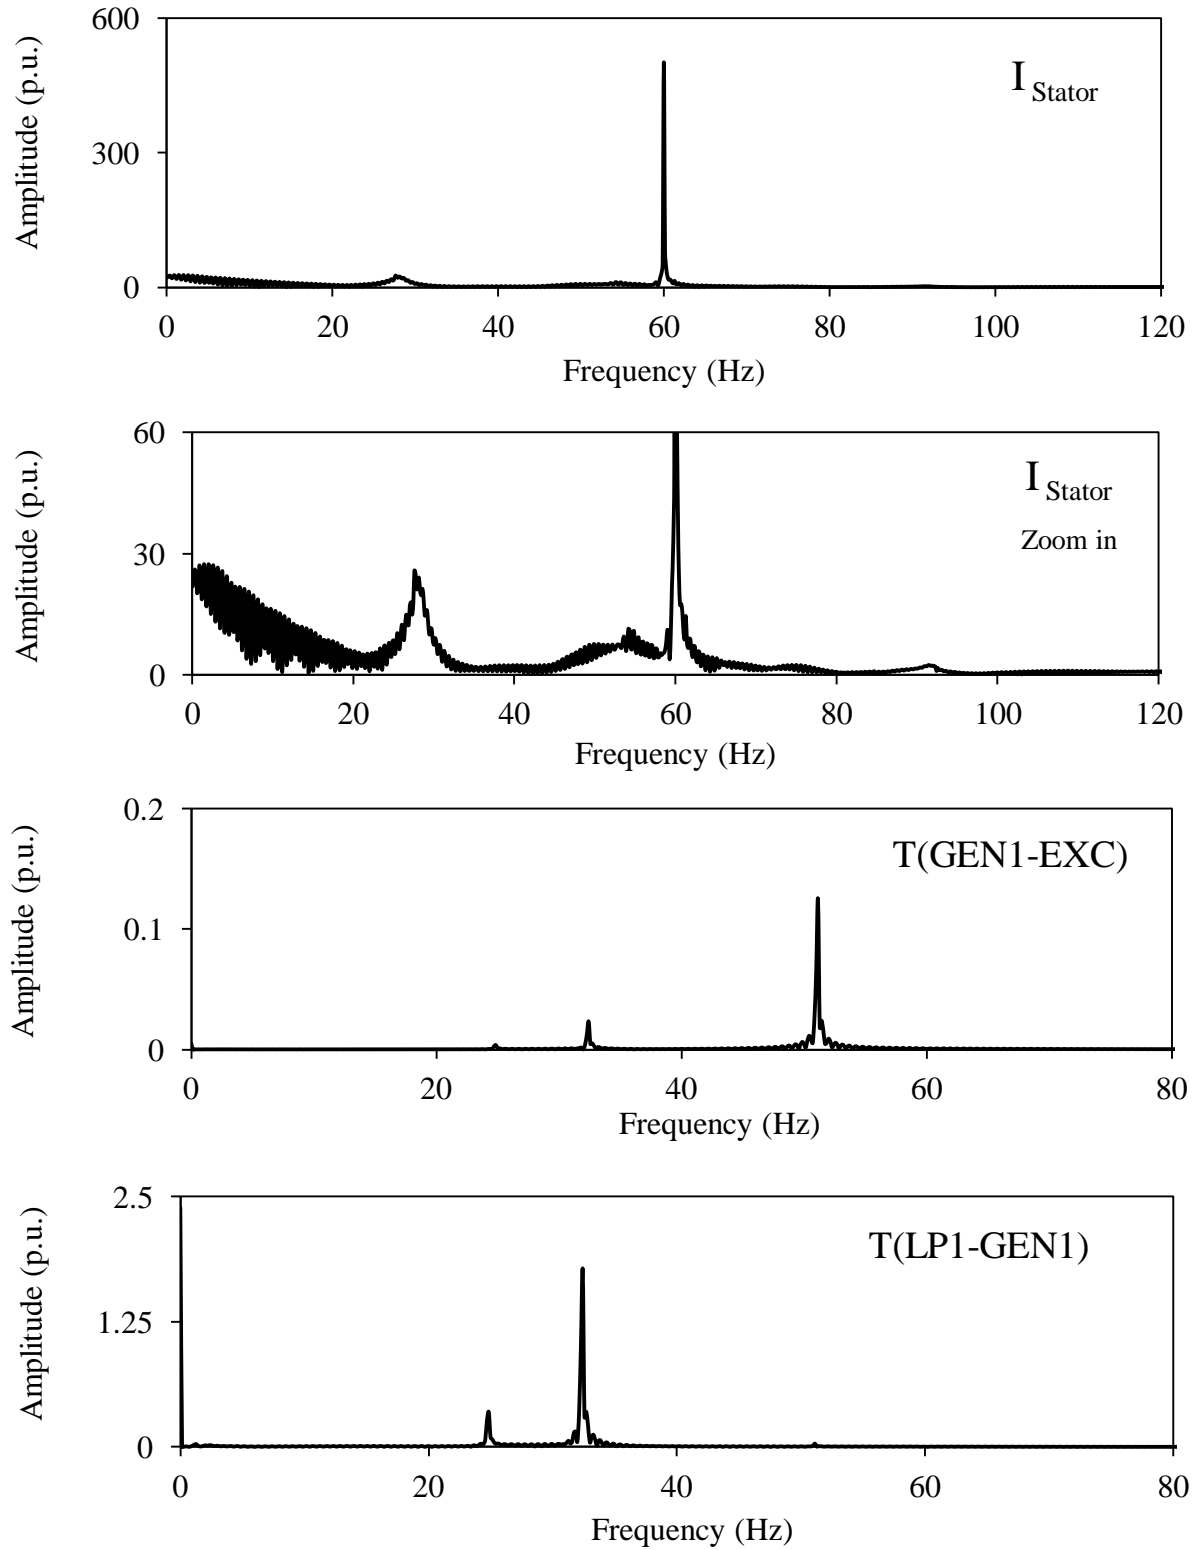 600
300
0
Amplitude (p.u.)
I Stator
0 20 40 60 80 100 120
Frequency (Hz)
60
30
0
Amplitude (p.u.)
I Stator
Zoom in
0 20 40 60 80 100 120
Frequency (Hz)
0.2
0.1
0
Amplitude (p.u.)
T(GEN1-EXC)
0 20 40 60 80
Frequency (Hz)
2.5
1.25
0
Amplitude (p.u.)
T(LP1-GEN1)
0 20 40 60 80
Frequency (Hz)